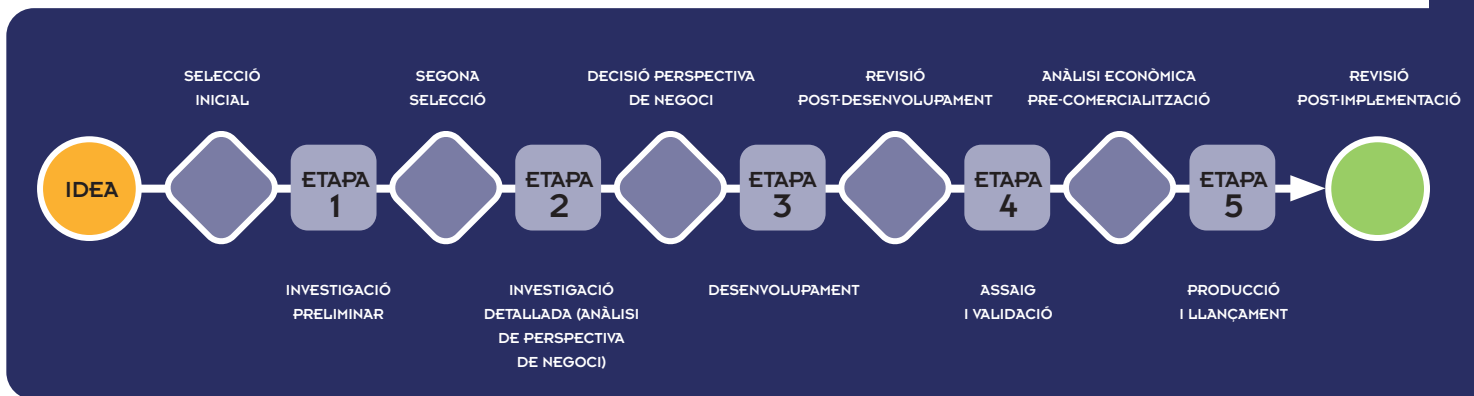 SELECCIÓ
INICIAL
SEGONA
SELECCIÓ
DECISIÓ PERSPECTIVA
DE NEGOCI
REVISIÓ
POST-DESENVOLUPAMENT
ANÀLISI ECONÒMICA
PRE-COMERCIALITZACIÓ
REVISIÓ
POST-IMPLEMENTACIÓ
IDEA
ETAPA
1
ETAPA
2
ETAPA
3
ETAPA
4
ETAPA
5
INVESTIGACIÓ
PRELIMINAR
INVESTIGACIÓ
DETALLADA (ANÀLISI
DE PERSPECTIVA
DE NEGOCI)
DESENVOLUPAMENT
ASSAIG
I VALIDACIÓ
PRODUCCIÓ
I LLANÇAMENT